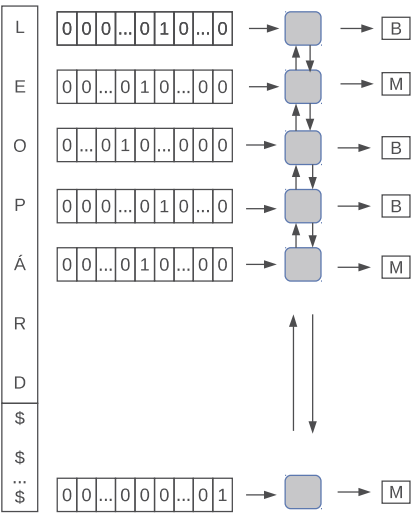 L 0 0 0 ... 0 1 0 ... 0 B
E 0 0 ... 0 1 0 ... 0 0 M
O 0 ... 0 1 0 ... 0 0 0 B
P 0 0 0 ... 0 1 0 ... 0 B
Á 0 0 ... 0 1 0 ... 0 0 M
R
D
$
$
...
$ 0 0 ... 0 0 0 ... 0 1 M